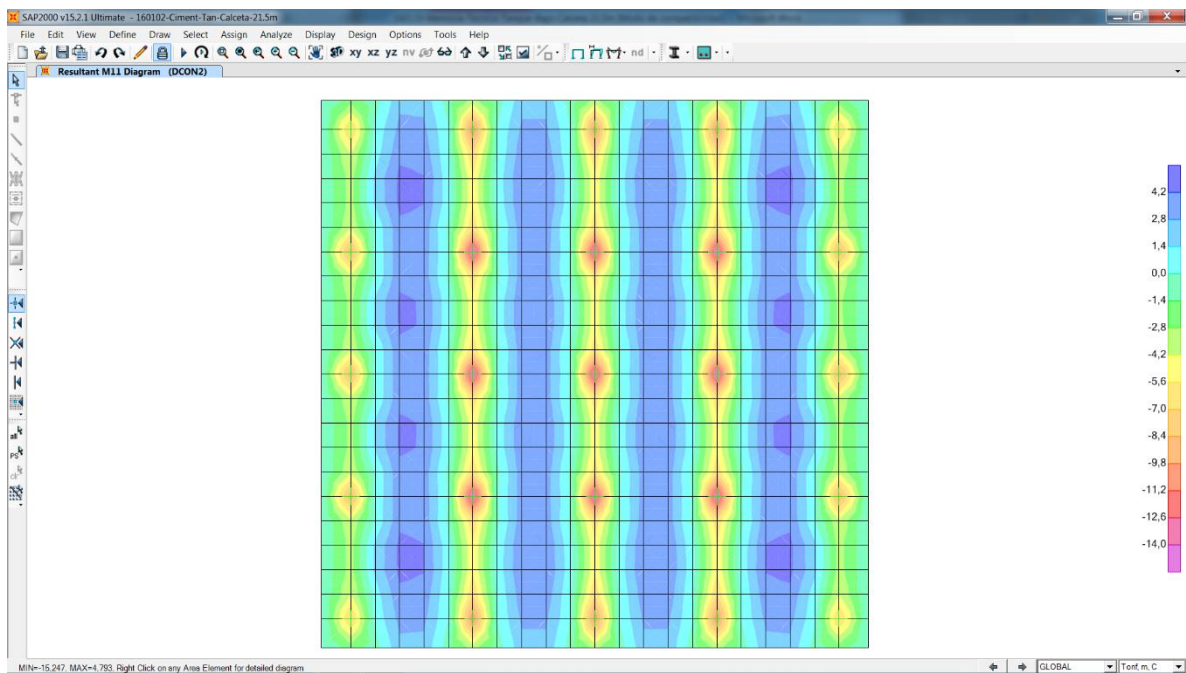 SAP2000 v15.2.1 Ultimate - 160102-Ciment-Tan-Calceta-21,5m
File Edit View Define Draw Select Assign Analyze Display Design Options Tools Help
xy xz yz nv
nd
Resultant M11 Diagram (DCON2)
4,2
2,8
1,4
0,0
-1,4
-2,8
-4,2
-5,6
-7,0
-8,4
-9,8
-11,2
-12,6
-14,0
all
PS
clr
MIN=-15.247, MAX=4.793, Right Click on any Area Element for detailed diagram
GLOBAL
Tonf, m, C